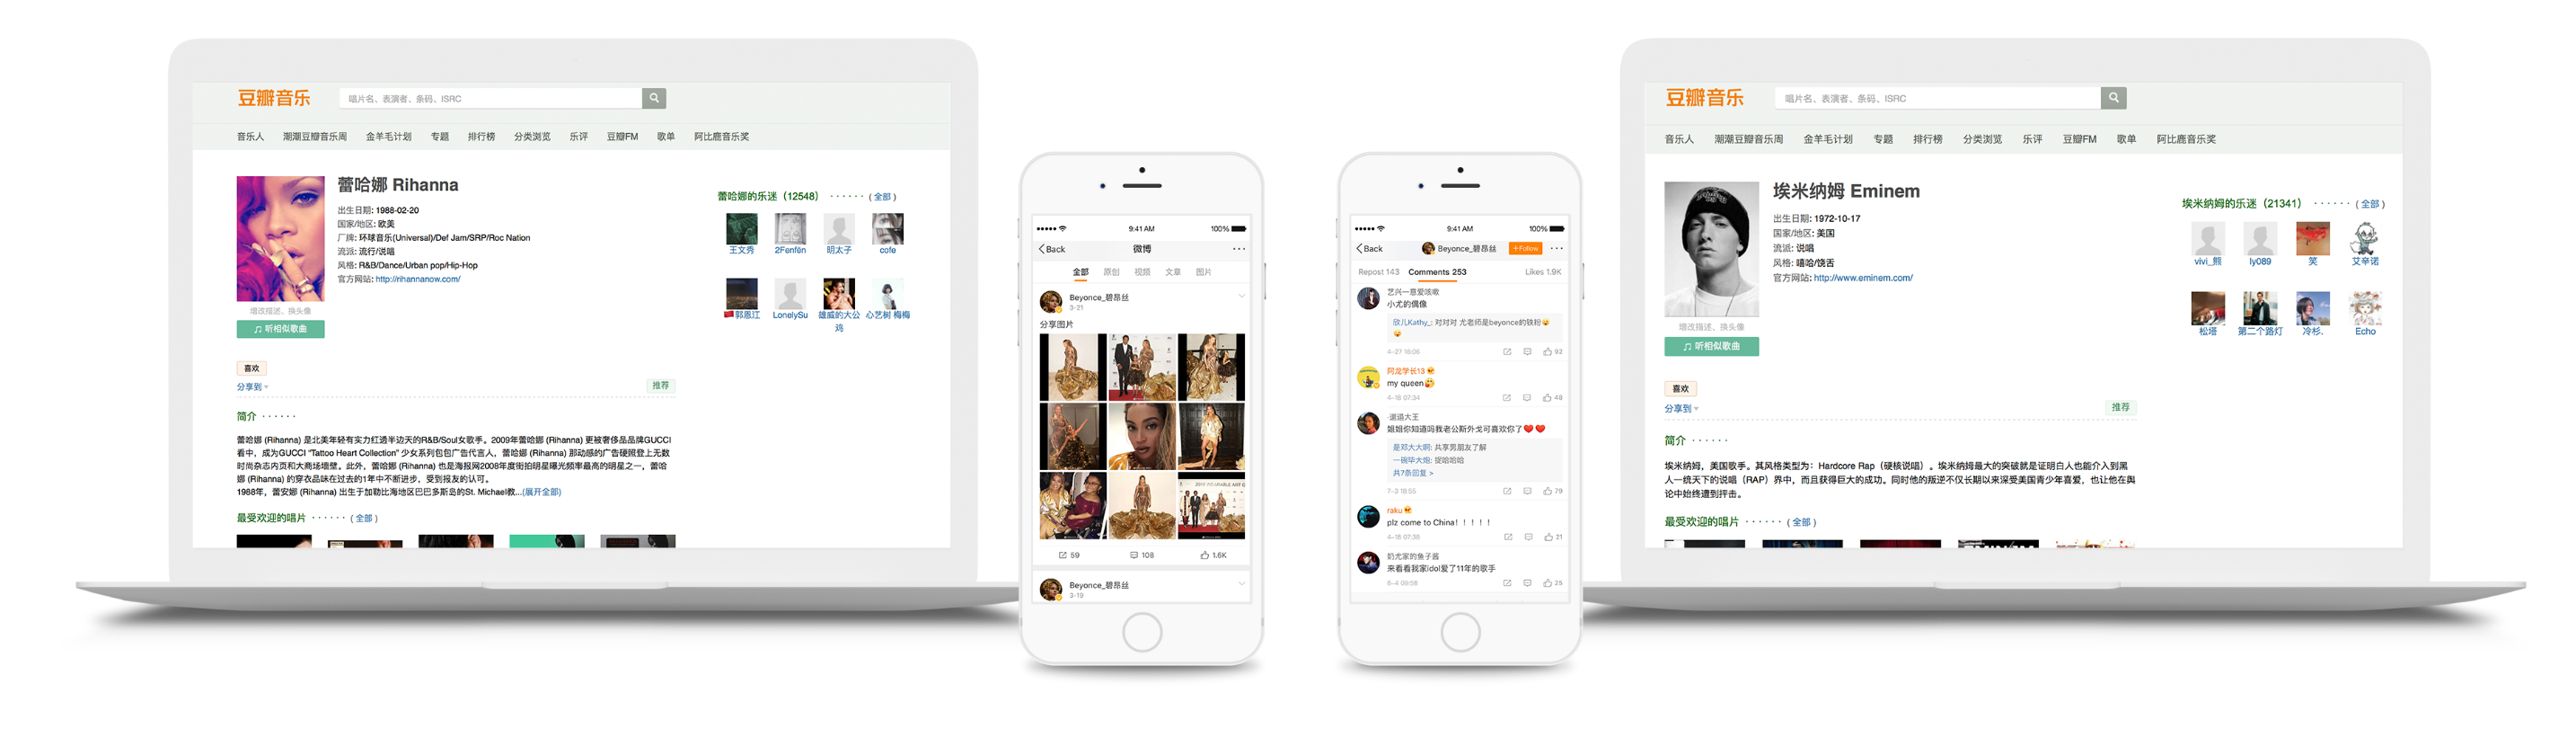 豆瓣音乐
唱片名、表演者、条码、ISRC
音乐人 潮潮豆瓣音乐周 金羊毛计划 专题 排行榜 分类浏览 乐评 豆瓣FM 歌单 阿比鹿音乐奖
蕾哈娜 Rihanna
出生日期: 1988-02-20
国家/地区: 欧美
厂牌: 环球音乐(Universal)/Def Jam/SRP/Roc Nation
流派: 流行/说唱
风格: R&B/Dance/Urban pop/Hip-Hop
官方网站: http://rihannanow.com/
增改描述、换头像
听相似歌曲
蕾哈娜的乐迷（12548） · · · · · · ( 全部 )
王文秀 2Fenfēn 明太子 cofe
郭恩江 LonelySu 雄威的大公鸡 心艺树 梅梅
喜欢
分享到
推荐
简介 · · · · · ·
蕾哈娜 (Rihanna) 是北美年轻有实力红透半边天的R&B/Soul女歌手。2009年蕾哈娜 (Rihanna) 更被奢侈品品牌GUCCI
看中，成为GUCCI “Tattoo Heart Collection” 少女系列包包广告代言人，蕾哈娜 (Rihanna) 那动感的广告硬照登上无数
时尚杂志内页和大商场墙壁。此外，蕾哈娜 (Rihanna) 也是海报网2008年度街拍明星曝光频率最高的明星之一，蕾哈
娜 (Rihanna) 的穿衣品味在过去的1年中不断进步，受到报友的认可。
1988年，蕾安娜 (Rihanna) 出生于加勒比海地区巴巴多斯岛的St. Michael教...(展开全部)
最受欢迎的唱片 · · · · · · ( 全部 )
9:41 AM 100%
Back 微博
全部 原创 视频 文章 图片
Beyonce_碧昂丝
3-21
分享图片
59 108 1.6K
Beyonce_碧昂丝
3-19
9:41 AM 100%
Back Beyonce_碧昂丝 +Follow
Repost 143 Comments 253 Likes 1.9K
艺兴一意爱咳嗽
小尤的偶像
欣儿Kathy_: 对对对 尤老师是beyonce的铁粉
4-27 16:06 92
阿龙学长13
my queen
4-18 07:34 48
·谢道大王
姐姐你知道吗我老公斯外戈可喜欢你了
是邓大大啊: 共享男朋友了解
一碗毕大炮: 捉哈哈哈
共7条回复 >
7-3 18:55 79
raku
plz come to China！！！！！
4-18 07:36 21
奶尤家的鱼子酱
来看看我家idol爱了11年的歌手
6-4 09:58 25
豆瓣音乐
唱片名、表演者、条码、ISRC
音乐人 潮潮豆瓣音乐周 金羊毛计划 专题 排行榜 分类浏览 乐评 豆瓣FM 歌单 阿比鹿音乐奖
埃米纳姆 Eminem
出生日期: 1972-10-17
国家/地区: 美国
流派: 说唱
风格: 嘻哈/饶舌
官方网站: http://www.eminem.com/
增改描述、换头像
听相似歌曲
埃米纳姆的乐迷（21341） · · · · · · ( 全部 )
vivi_熊 ly089 笑 艾辛诺
松塔 第二个路灯 冷杉. Echo
喜欢
分享到
推荐
简介 · · · · · ·
埃米纳姆，美国歌手。其风格类型为：Hardcore Rap（硬核说唱）。埃米纳姆最大的突破就是证明白人也能介入到黑
人一统天下的说唱（RAP）界中，而且获得巨大的成功。同时他的叛逆不仅长期以来深受美国青少年喜爱，也让他在舆
论中始终遭到抨击。
最受欢迎的唱片 · · · · · · ( 全部 )